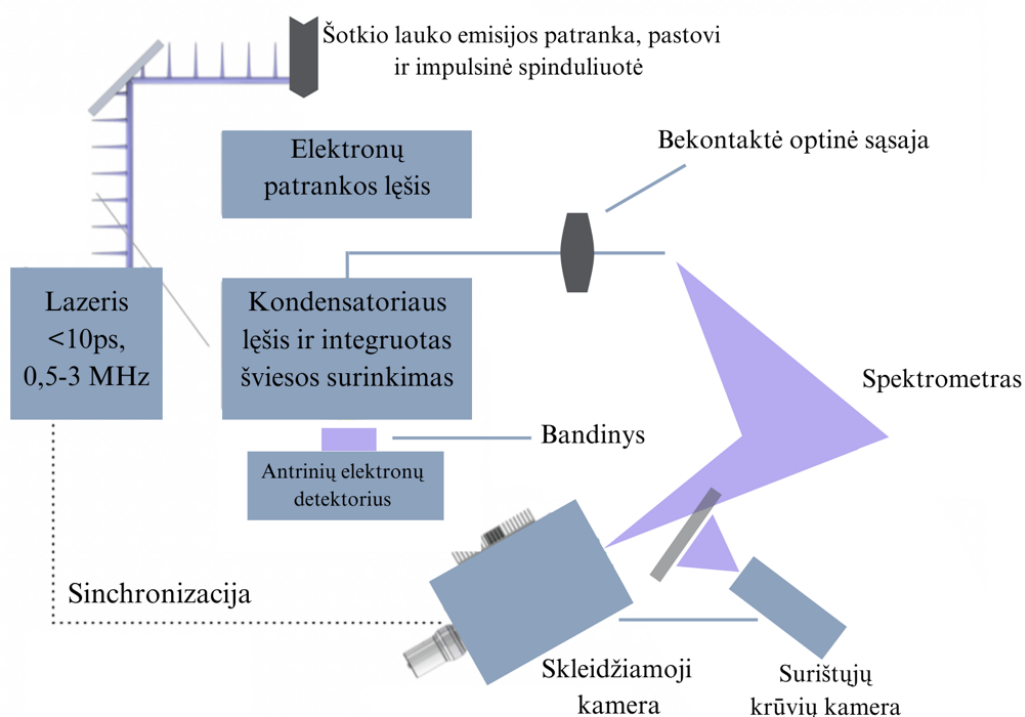 Šotkio lauko emisijos patranka, pastovi
ir impulsinė spinduliuotė
Elektronų
patrankos lęšis
Bekontaktė optinė sąsaja
Lazeris
<10ps,
0,5-3 MHz
Kondensatoriaus
lęšis ir integruotas
šviesos surinkimas
Spektrometras
Bandinys
Antrinių elektronų
detektorius
Sinchronizacija
Skleidžiamoji
kamera
Surištųjų
krūvių kamera